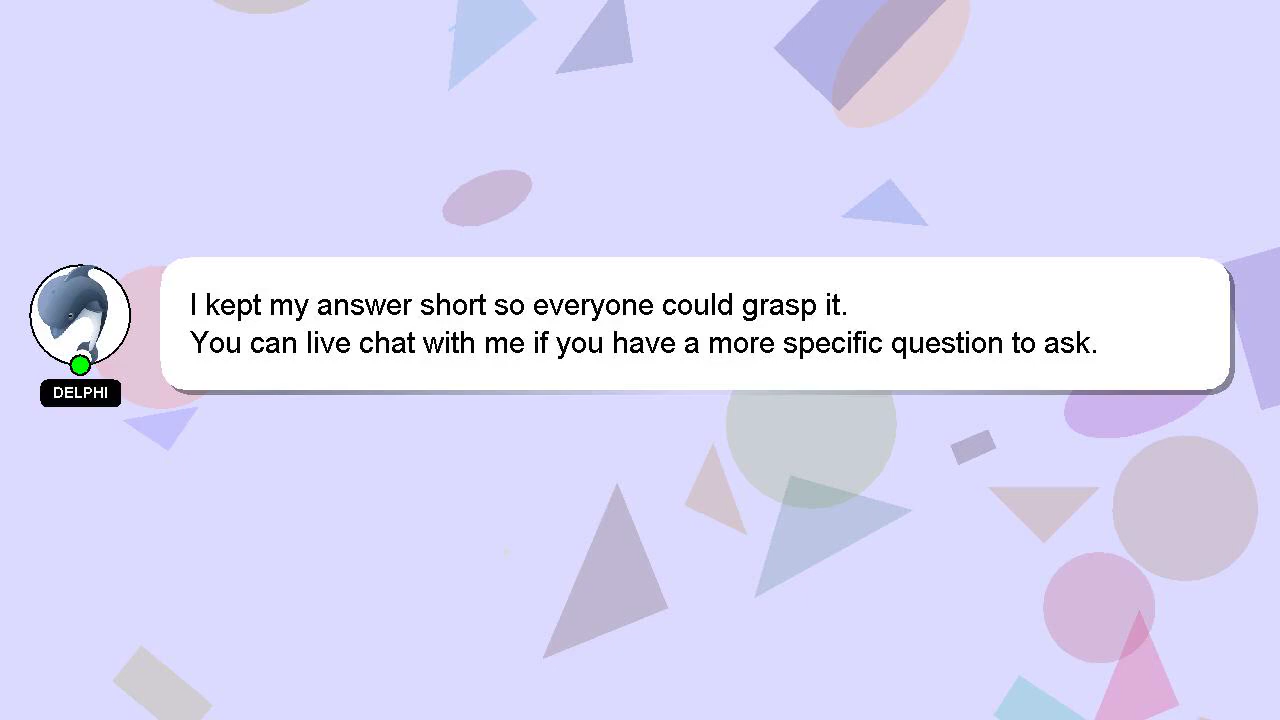 I kept my answer short so everyone could grasp it.
You can live chat with me if you have a more specific question to ask.
DELPHI